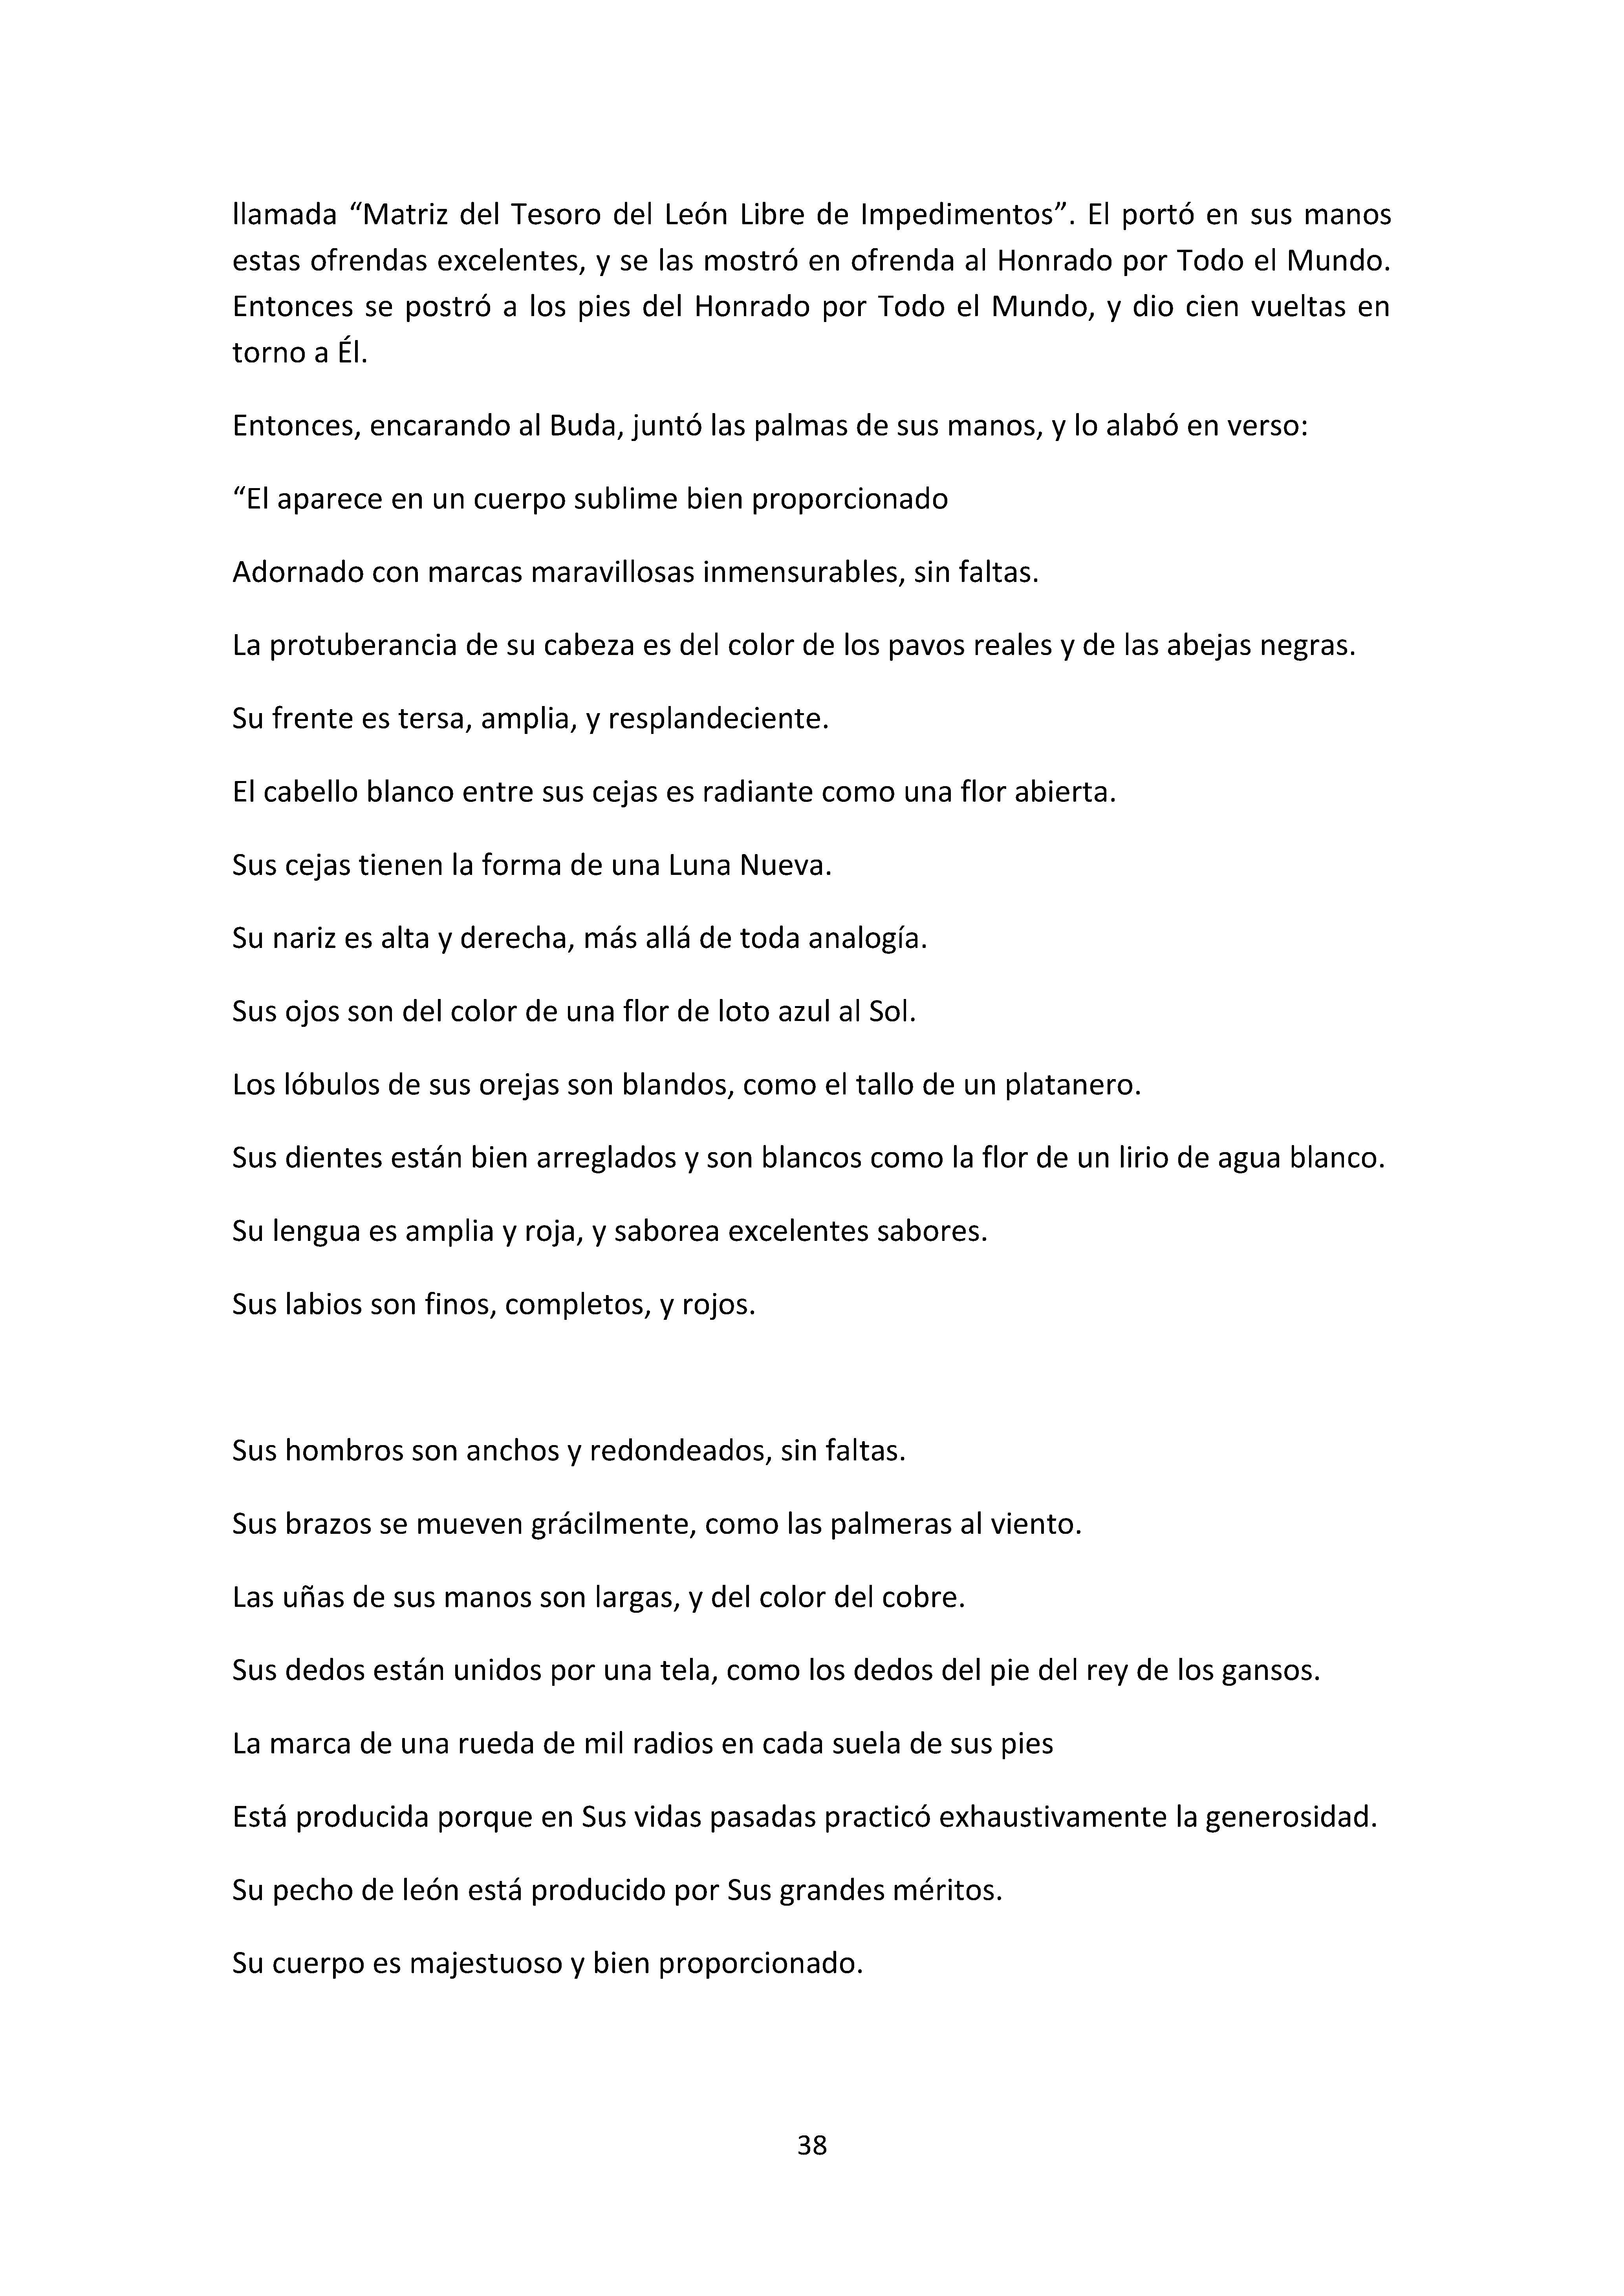 llamada “Matriz del Tesoro del León Libre de Impedimentos”. El portó en sus manos
estas ofrendas excelentes, y se las mostró en ofrenda al Honrado por Todo el Mundo.
Entonces se postró a los pies del Honrado por Todo el Mundo, y dio cien vueltas en
torno a Él.
Entonces, encarando al Buda, juntó las palmas de sus manos, y lo alabó en verso:
“El aparece en un cuerpo sublime bien proporcionado
Adornado con marcas maravillosas inmensurables, sin faltas.
La protuberancia de su cabeza es del color de los pavos reales y de las abejas negras.
Su frente es tersa, amplia, y resplandeciente.
El cabello blanco entre sus cejas es radiante como una flor abierta.
Sus cejas tienen la forma de una Luna Nueva.
Su nariz es alta y derecha, más allá de toda analogía.
Sus ojos son del color de una flor de loto azul al Sol.
Los lóbulos de sus orejas son blandos, como el tallo de un platanero.
Sus dientes están bien arreglados y son blancos como la flor de un lirio de agua blanco.
Su lengua es amplia y roja, y saborea excelentes sabores.
Sus labios son finos, completos, y rojos.
Sus hombros son anchos y redondeados, sin faltas.
Sus brazos se mueven grácilmente, como las palmeras al viento.
Las uñas de sus manos son largas, y del color del cobre.
Sus dedos están unidos por una tela, como los dedos del pie del rey de los gansos.
La marca de una rueda de mil radios en cada suela de sus pies
Está producida porque en Sus vidas pasadas practicó exhaustivamente la generosidad.
Su pecho de león está producido por Sus grandes méritos.
Su cuerpo es majestuoso y bien proporcionado.
38